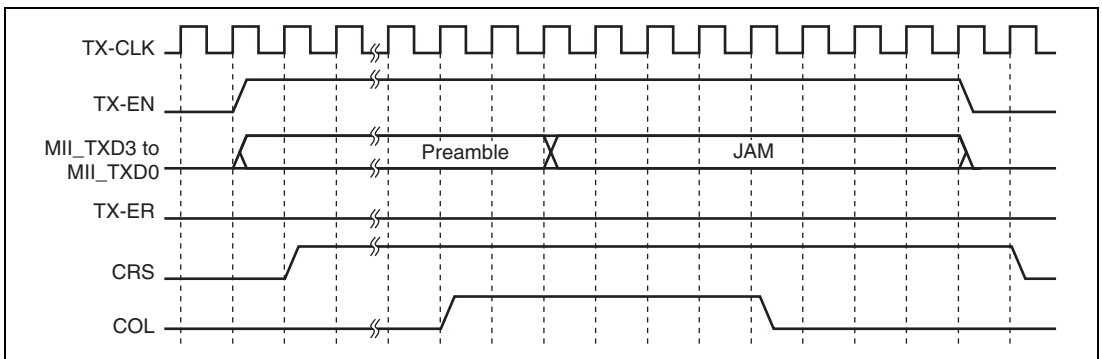 TX-CLK
TX-EN
MII_TXD3 to
MII_TXD0
Preamble
JAM
TX-ER
CRS
COL